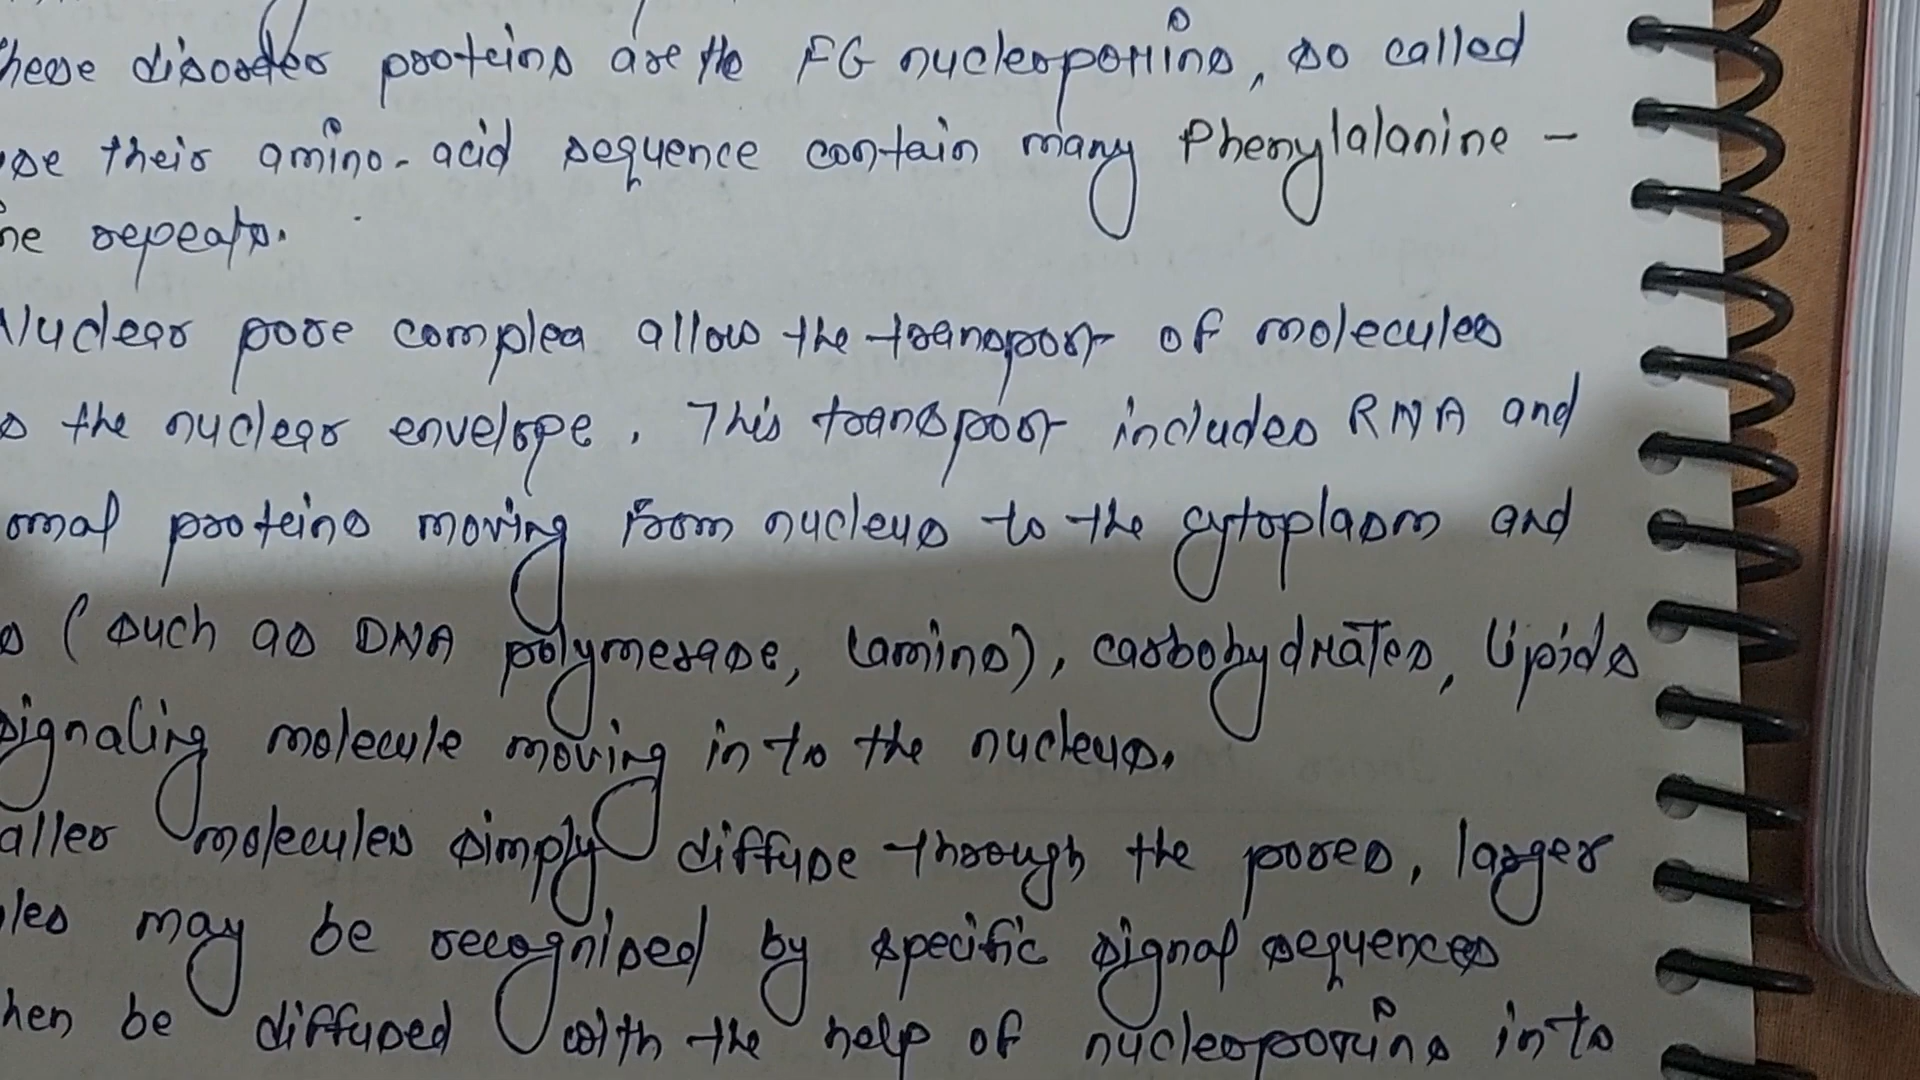 hese disorder proteins are the FG nucleoporins, so called
se their amino-acid sequence contain many Phenylalanine -
ne repeats.
Nuclear pore complea allow the transport of molecules
s the nuclear envelope. This transport includes RNA and
omal proteins moving from nucleus to the cytoplasm and
s (such as DNA polymerase, lamins), carbohydrates, lipids
signaling molecule moving in to the nucleus.
aller molecules simply diffuse through the pores, larger
les may be recognised by specific signal sequences
hen be diffused with the help of nucleoporins into